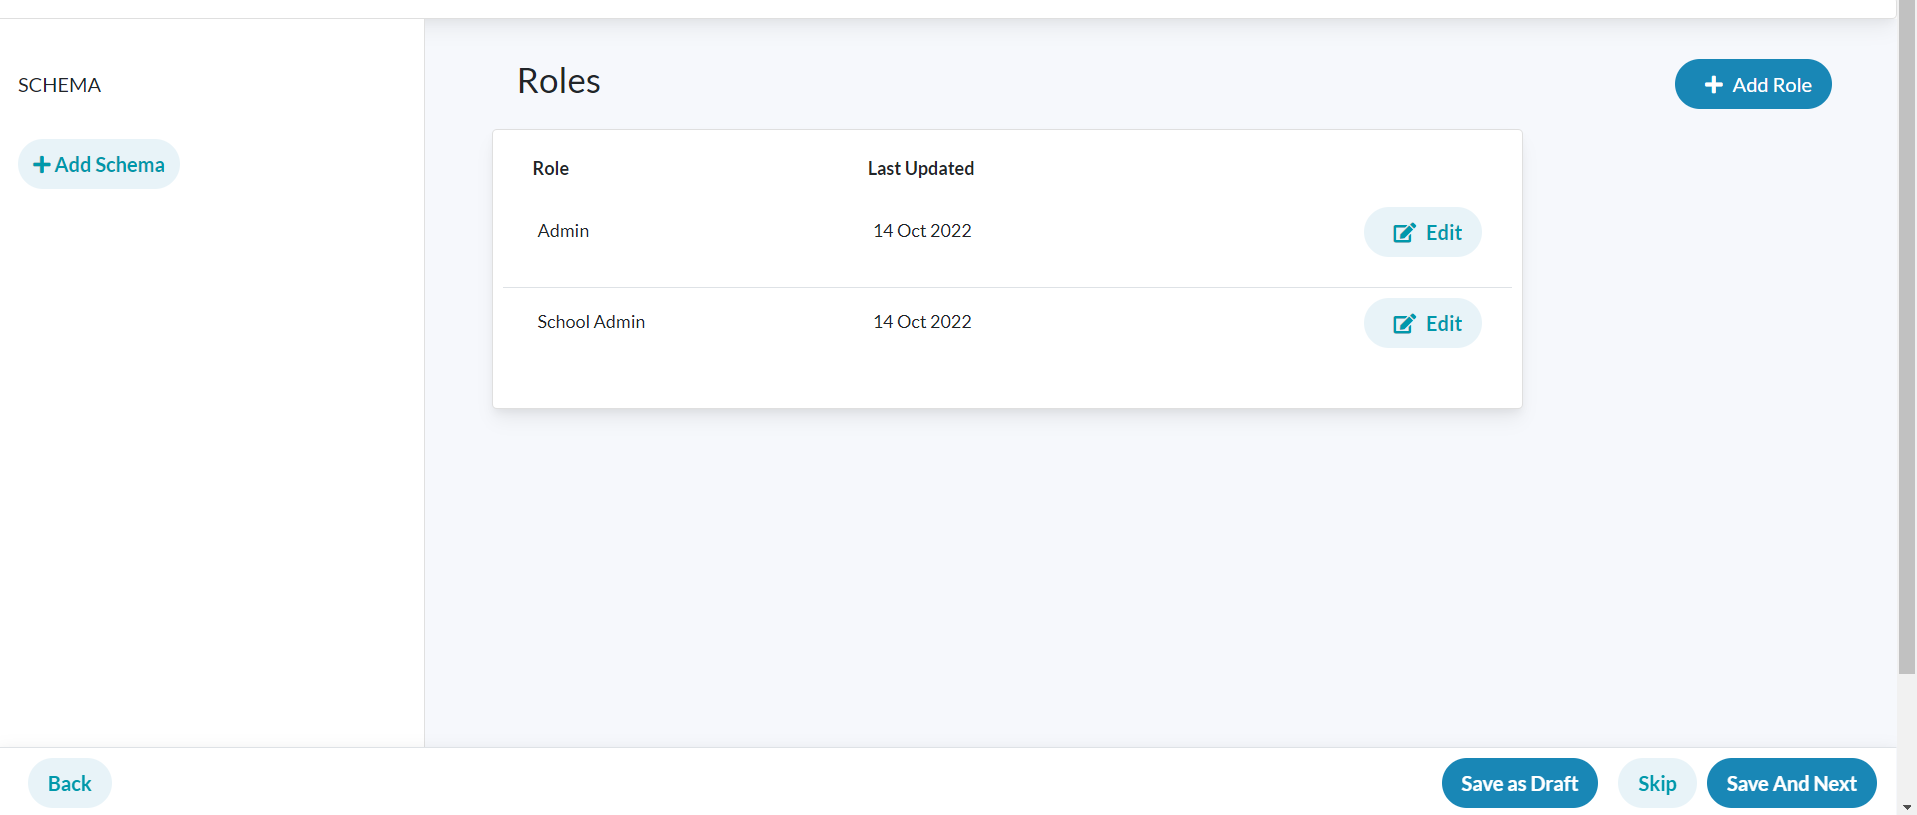 SCHEMA
Add Schema
Roles
Add Role
Role Last Updated
Admin 14 Oct 2022 Edit
School Admin 14 Oct 2022 Edit
Back Save as Draft Skip Save And Next